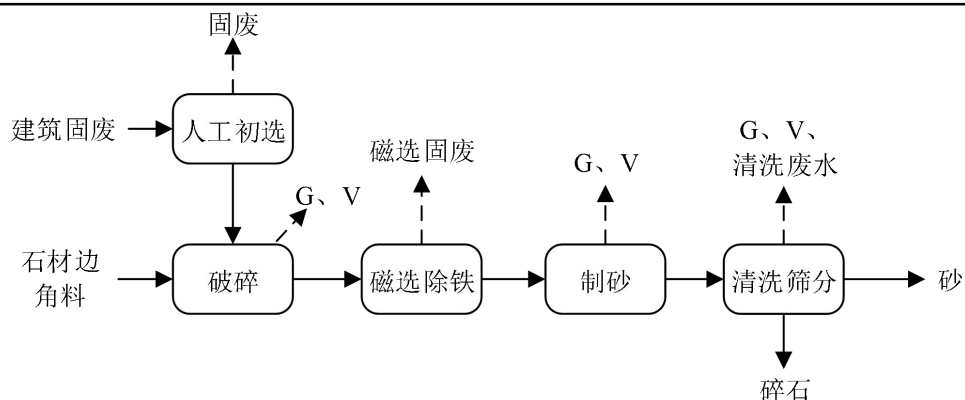 固废
建筑固废
人工初选
磁选固废
G、V
G、V、
清洗废水
G、V
石材边
角料
破碎
磁选除铁
制砂
清洗筛分
砂
碎石